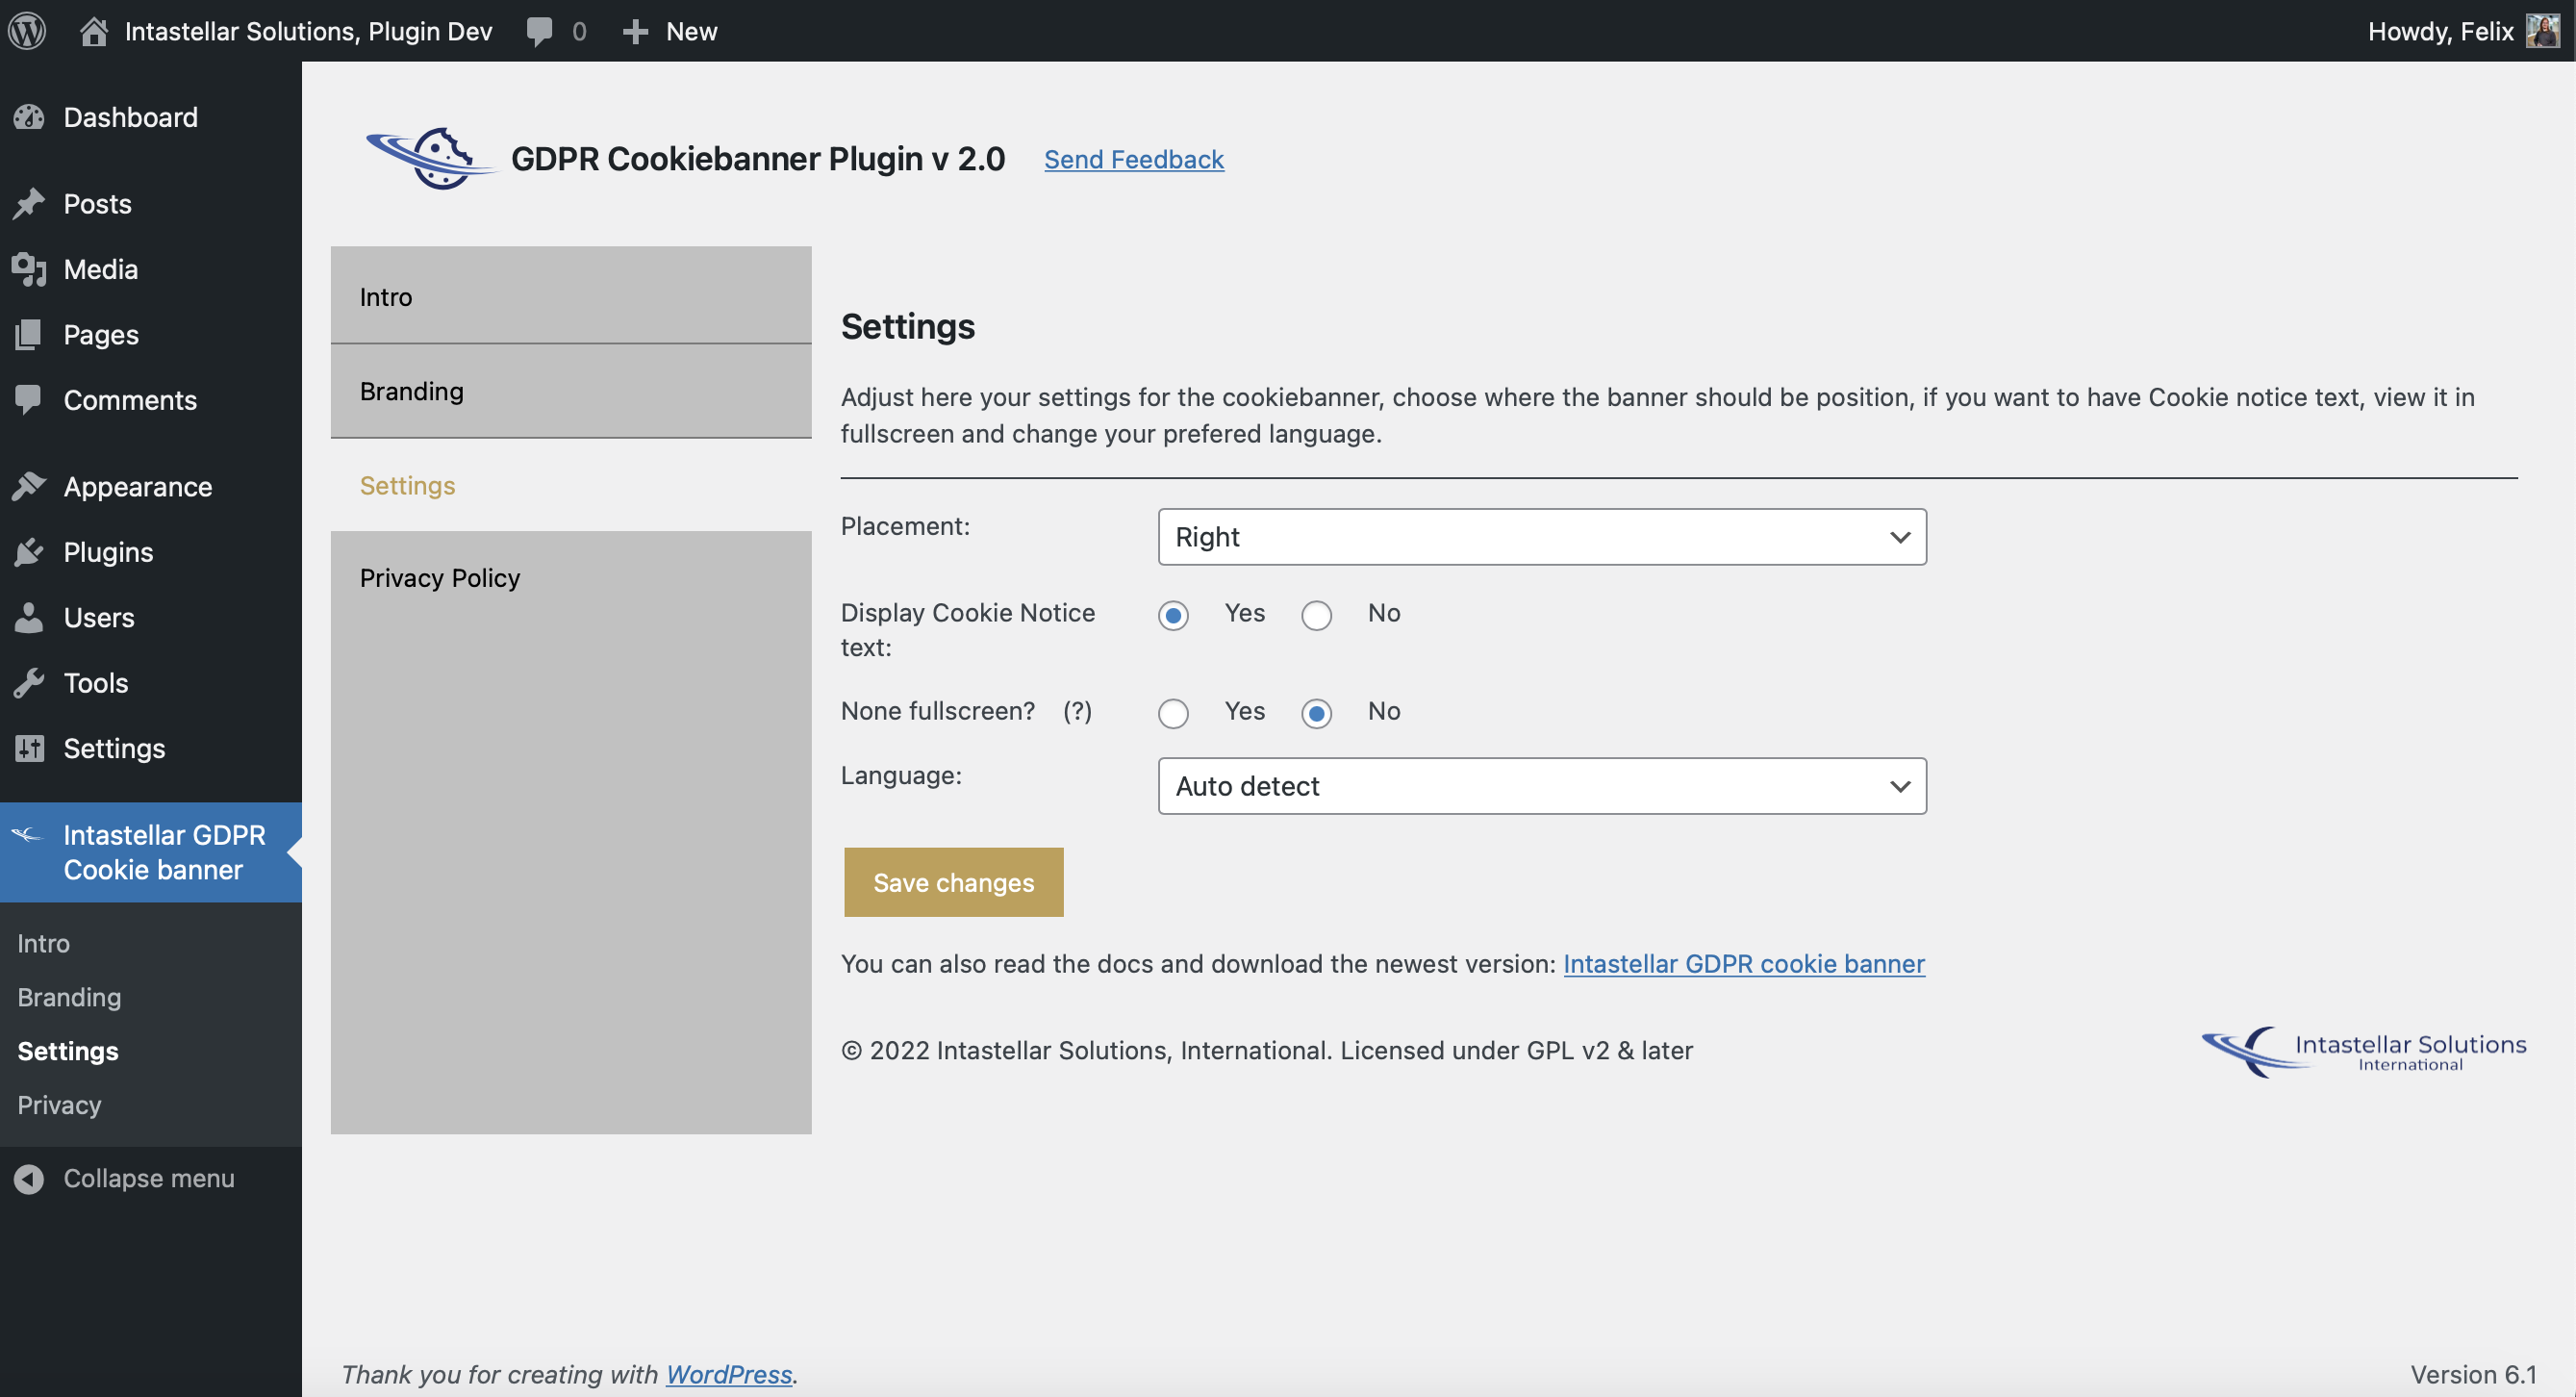 Intastellar Solutions, Plugin Dev
0
New
Howdy, Felix
Dashboard
Posts
Media
Pages
Comments
Appearance
Plugins
Users
Tools
Settings
Intastellar GDPR
Cookie banner
Intro
Branding
Settings
Privacy
Collapse menu
GDPR Cookiebanner Plugin v 2.0
Send Feedback
Intro
Branding
Settings
Privacy Policy
Settings
Adjust here your settings for the cookiebanner, choose where the banner should be position, if you want to have Cookie notice text, view it in
fullscreen and change your prefered language.
Placement:
Right
Display Cookie Notice
text:
Yes
No
None fullscreen? (?)
Yes
No
Language:
Auto detect
Save changes
You can also read the docs and download the newest version: Intastellar GDPR cookie banner
© 2022 Intastellar Solutions, International. Licensed under GPL v2 & later
Intastellar Solutions
International
Thank you for creating with WordPress.
Version 6.1